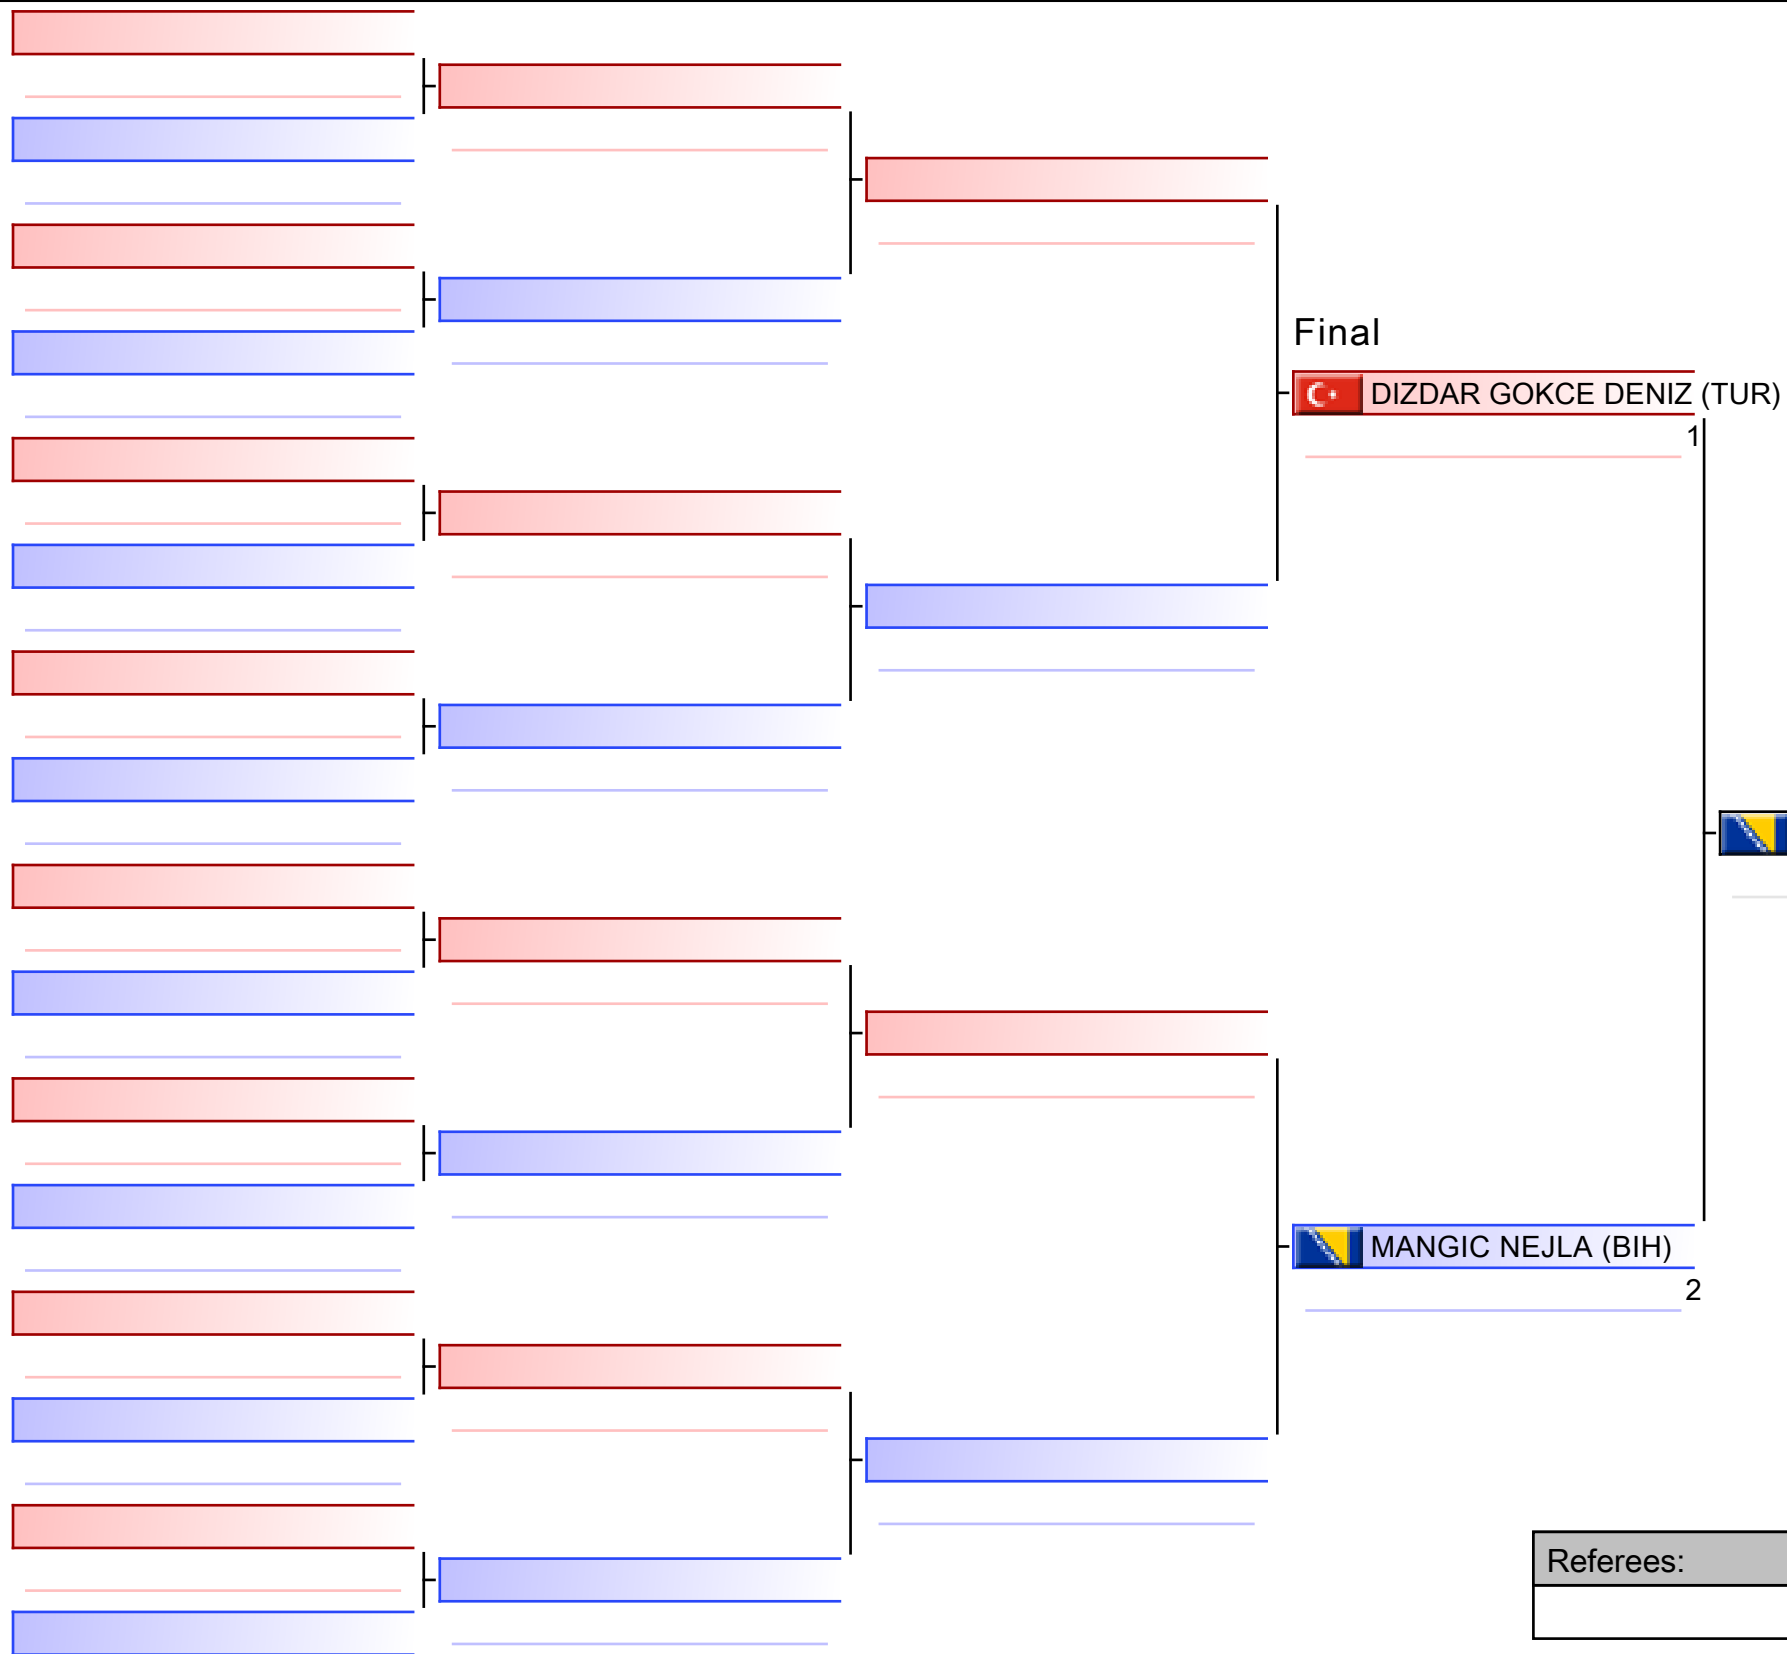 Final
DIZDAR GOKCE DENIZ (TUR)
1
MANGIC NEJLA (BIH)
2
Referees: